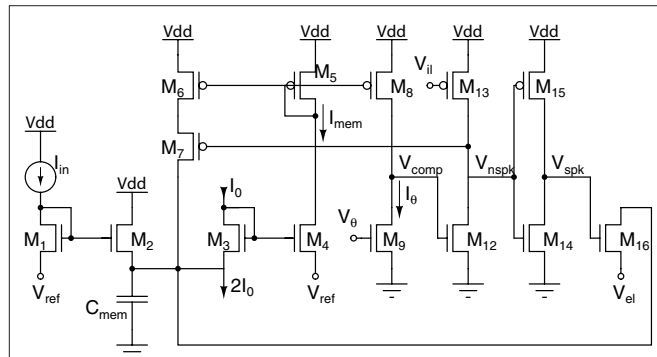 Vdd Vdd Vdd Vdd Vdd
M6 M5 M8 Vil M13 M15
Vdd Imem
Iin M7
Vdd Vcomp Vnspk Vspk
I0 Iθ
M1 M2 M3 M4 Vθ M9 M12 M14 M16
Vref Cmem 2I0 Vref Vel